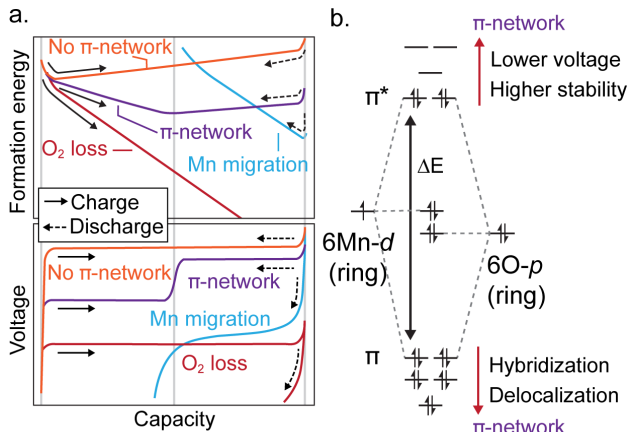 a.
Formation energy
No π-network
π-network
O₂ loss
Mn migration
Charge
Discharge
Voltage
No π-network
π-network
Mn migration
O₂ loss
Capacity
b.
π-network
Lower voltage
Higher stability
π*
ΔE
6Mn-d
(ring)
6O-p
(ring)
π
Hybridization
Delocalization
π-network